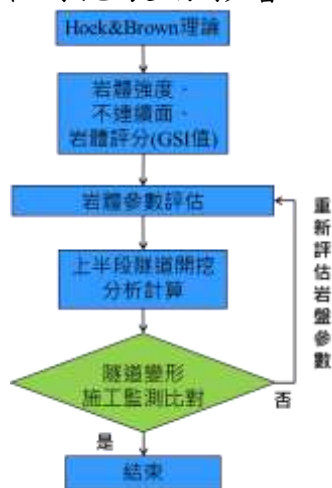 Hoek&Brown理論
岩體強度、
不連續面、
岩體評分(GSI值)
岩體參數評估
上半段隧道開挖
分析計算
隧道變形
施工監測比對
是
否
結束
重新評估岩盤參數